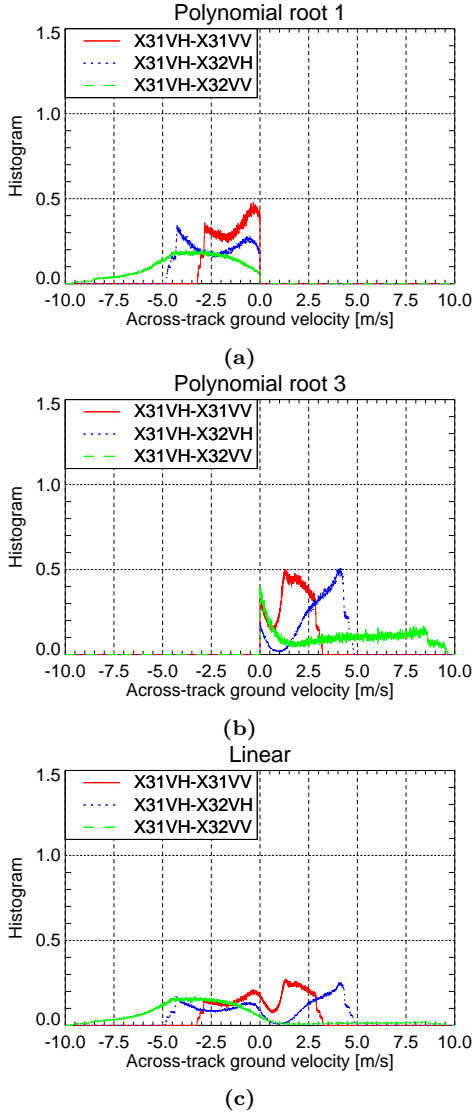 Polynomial root 1
1.5
X31VH-X31VV
X31VH-X32VH
X31VH-X32VV
1.0
Histogram
0.5
0.0
-10.0 -7.5 -5.0 -2.5 0.0 2.5 5.0 7.5 10.0
Across-track ground velocity [m/s]
(a)
Polynomial root 3
1.5
X31VH-X31VV
X31VH-X32VH
X31VH-X32VV
1.0
Histogram
0.5
0.0
-10.0 -7.5 -5.0 -2.5 0.0 2.5 5.0 7.5 10.0
Across-track ground velocity [m/s]
(b)
Linear
1.5
X31VH-X31VV
X31VH-X32VH
X31VH-X32VV
1.0
Histogram
0.5
0.0
-10.0 -7.5 -5.0 -2.5 0.0 2.5 5.0 7.5 10.0
Across-track ground velocity [m/s]
(c)